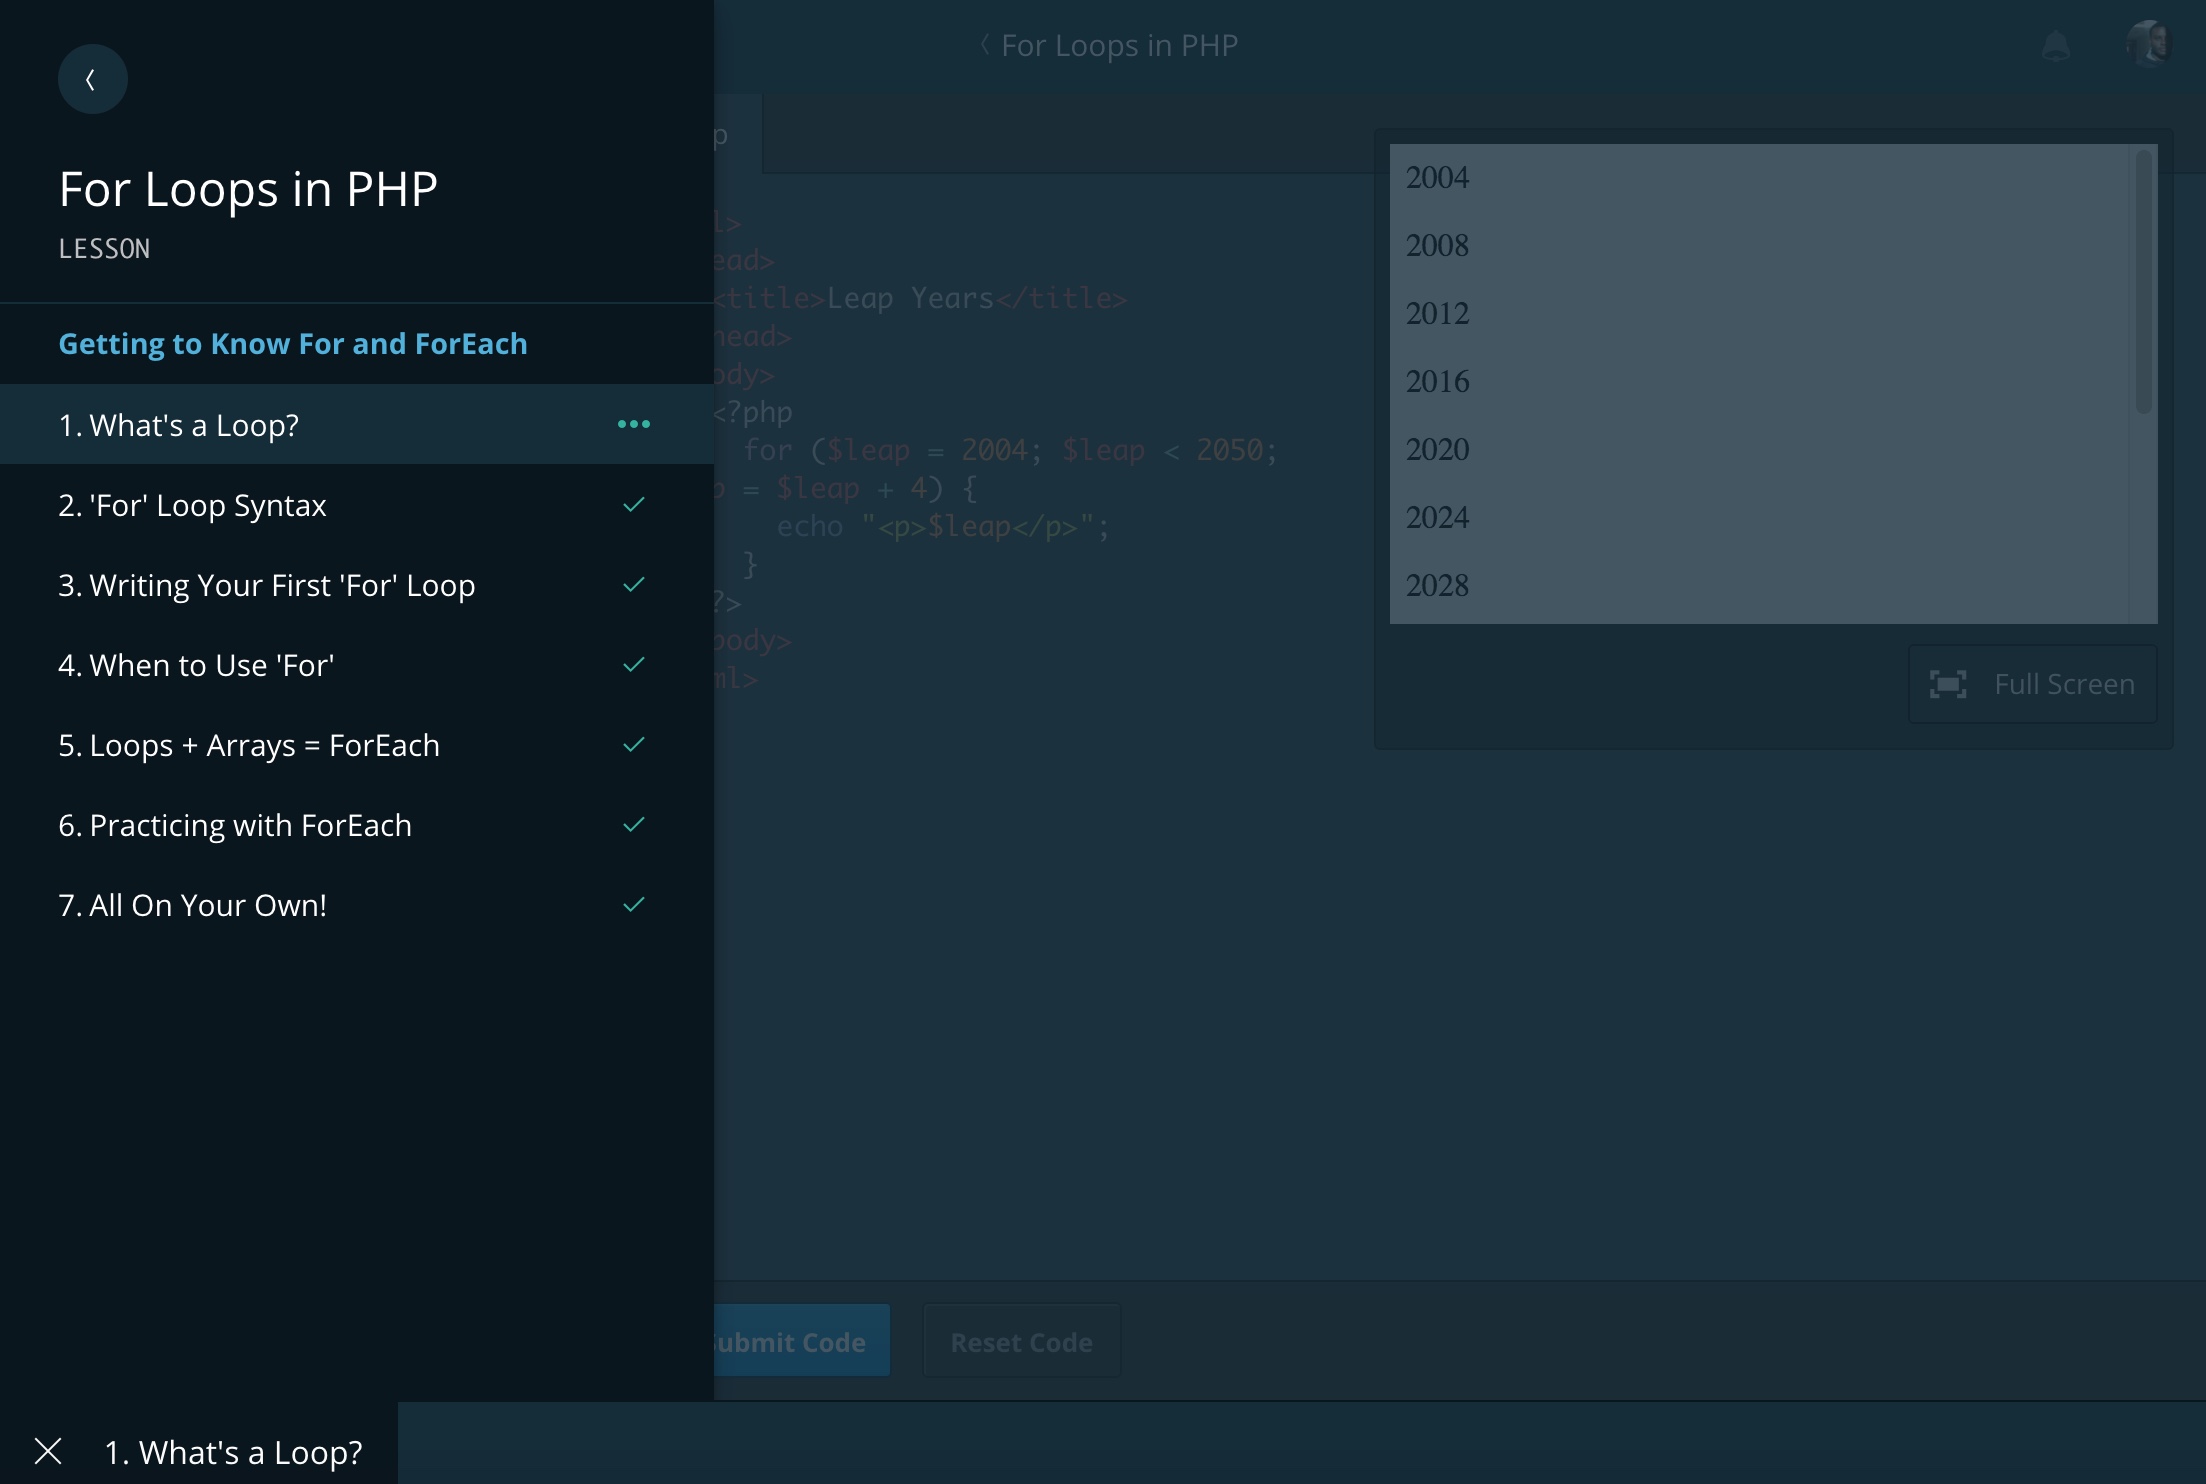 For Loops in PHP
LESSON
Getting to Know For and ForEach
1. What's a Loop?
2. 'For' Loop Syntax
3. Writing Your First 'For' Loop
4. When to Use 'For'
5. Loops + Arrays = ForEach
6. Practicing with ForEach
7. All On Your Own!
1. What's a Loop?
For Loops in PHP
p
l>
ead>
<title>Leap Years</title>
head>
ody>
<?php
for ($leap = 2004; $leap < 2050;
p = $leap + 4) {
echo "<p>$leap</p>";
}
?>
body>
ml>
2004
2008
2012
2016
2020
2024
2028
Full Screen
ubmit Code
Reset Code